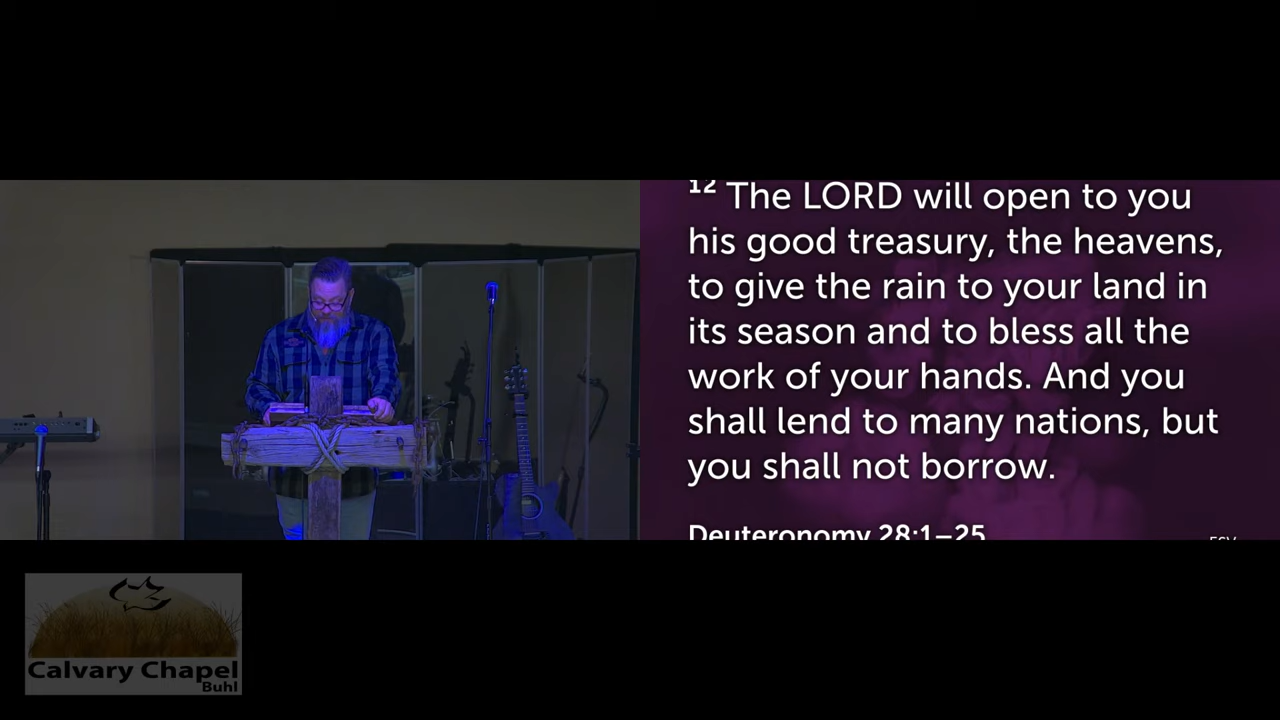 12 The LORD will open to you
his good treasury, the heavens,
to give the rain to your land in
its season and to bless all the
work of your hands. And you
shall lend to many nations, but
you shall not borrow.
Deuteronomy 28:1–25
ESV
Calvary Chapel
Buhl